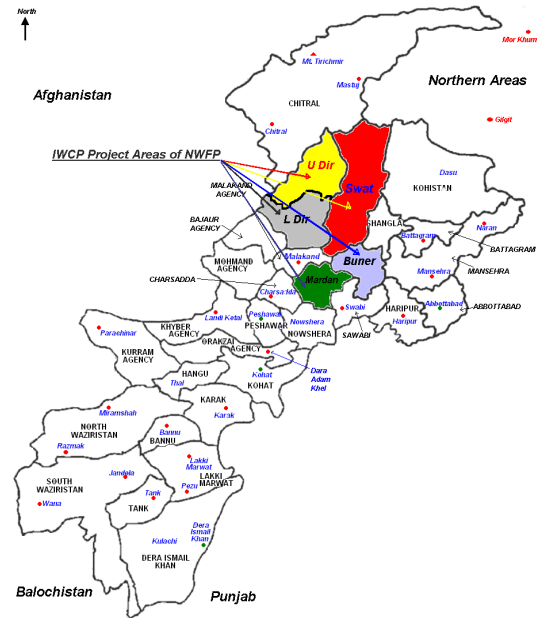 North
Mor Khum
Mt. Tirichmir
Mastuj
Northern Areas
Afghanistan
CHITRAL
Gilgit
Chitral
IWCP Project Areas of NWFP
U Dir
Swat
Dasu
KOHISTAN
MALAKAND
AGENCY
L Dir
SHANGLA
Naran
BAJAUR
AGENCY
Battagram
BATTAGRAM
Malakand
Buner
MOHMAND
AGENCY
Mansehra
MANSEHRA
CHARSADDA
Mardan
Charsadda
Abbottabad
ABBOTTABAD
Landi Kotal
Peshawar
Nowshera
Swabi
HARIPUR
Haripur
Parachinar
KHYBER
AGENCY
PESHAWAR
NOWSHERA
SAWABI
ORAKZAI
AGENCY
KURRAM
AGENCY
HANGU
Thal
Kohat
KOHAT
Dara
Adam
Khel
KARAK
Karak
Miramshah
NORTH
WAZIRISTAN
Bannu
BANNU
Razmak
Lakki
Marwat
LAKKI
MARWAT
SOUTH
WAZIRISTAN
Jandola
Pezu
Wana
Tank
TANK
Dera
Ismail
Khan
Kulachi
DERA ISMAIL
KHAN
Balochistan
Punjab